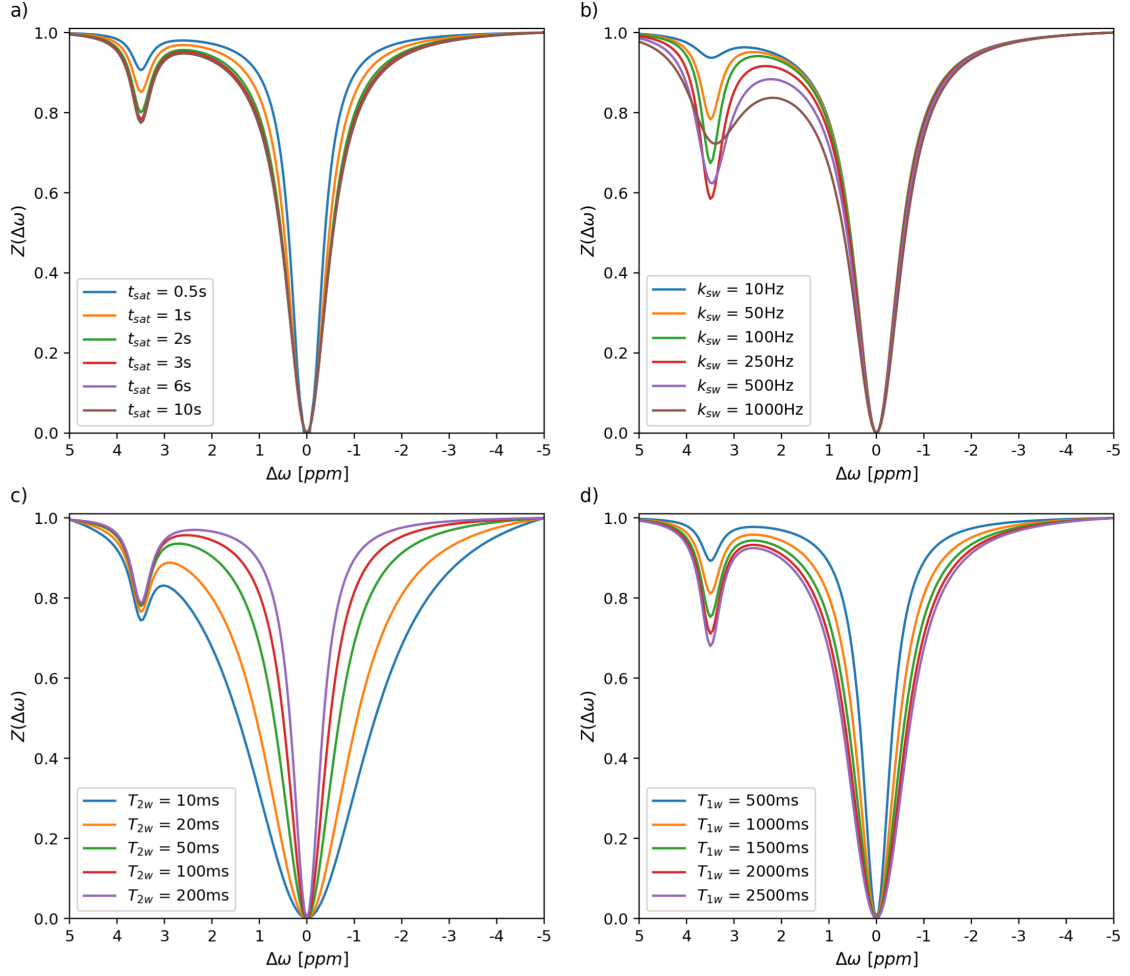 a)
1.0
0.8
0.6
0.4
0.2
0.0
Z(Δω)
t_sat = 0.5s
t_sat = 1s
t_sat = 2s
t_sat = 3s
t_sat = 6s
t_sat = 10s
5 4 3 2 1 0 -1 -2 -3 -4 -5
Δω [ppm]
b)
1.0
0.8
0.6
0.4
0.2
0.0
Z(Δω)
k_sw = 10Hz
k_sw = 50Hz
k_sw = 100Hz
k_sw = 250Hz
k_sw = 500Hz
k_sw = 1000Hz
5 4 3 2 1 0 -1 -2 -3 -4 -5
Δω [ppm]
c)
1.0
0.8
0.6
0.4
0.2
0.0
Z(Δω)
T_2w = 10ms
T_2w = 20ms
T_2w = 50ms
T_2w = 100ms
T_2w = 200ms
5 4 3 2 1 0 -1 -2 -3 -4 -5
Δω [ppm]
d)
1.0
0.8
0.6
0.4
0.2
0.0
Z(Δω)
T_1w = 500ms
T_1w = 1000ms
T_1w = 1500ms
T_1w = 2000ms
T_1w = 2500ms
5 4 3 2 1 0 -1 -2 -3 -4 -5
Δω [ppm]